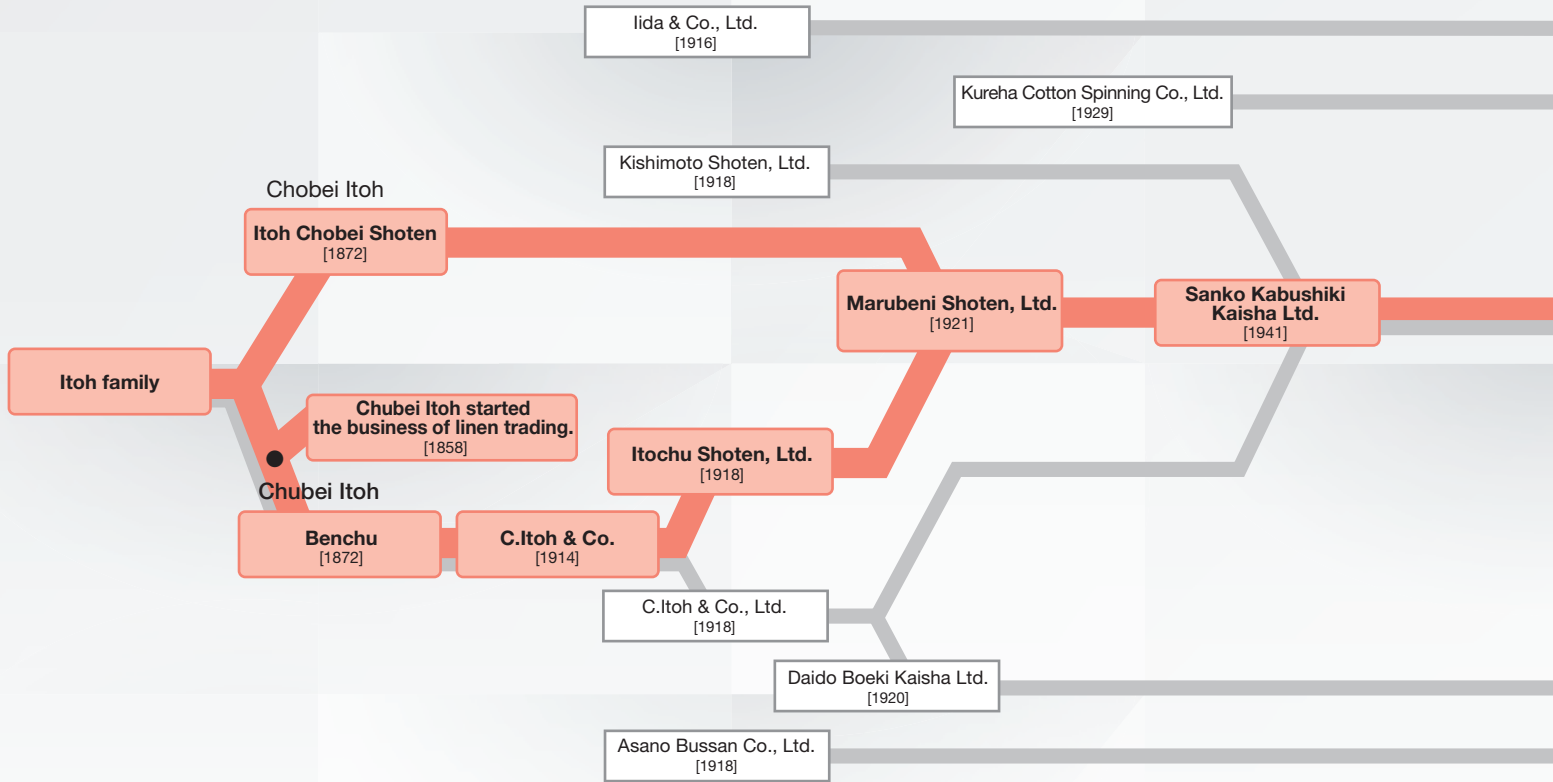 Iida & Co., Ltd.
[1916]
Kureha Cotton Spinning Co., Ltd.
[1929]
Kishimoto Shoten, Ltd.
[1918]
Chobei Itoh
Itoh Chobei Shoten
[1872]
Marubeni Shoten, Ltd.
[1921]
Sanko Kabushiki
Kaisha Ltd.
[1941]
Itoh family
Chubei Itoh started
the business of linen trading.
[1858]
Itochu Shoten, Ltd.
[1918]
Chubei Itoh
Benchu
[1872]
C.Itoh & Co.
[1914]
C.Itoh & Co., Ltd.
[1918]
Daido Boeki Kaisha Ltd.
[1920]
Asano Bussan Co., Ltd.
[1918]